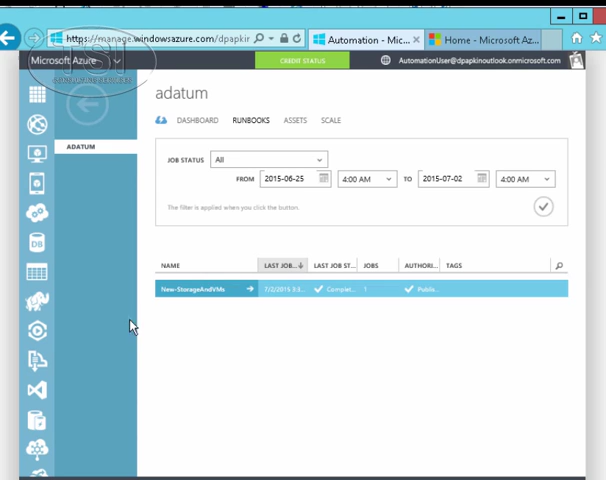 https://manage.windowsazure.com/dpapkir
Automation - Mic...
Home - Microsoft Az...
Microsoft Azure
CREDIT STATUS
AutomationUser@dpapkinoutlook.onmicrosoft.com
adatum
DASHBOARD RUNBOOKS ASSETS SCALE
ADATUM
JOB STATUS All
FROM 2015-06-25 4:00 AM TO 2015-07-02 4:00 AM
The filter is applied when you click the button.
NAME LAST JOB... LAST JOB ST... JOBS AUTHORI... TAGS
New-StorageAndVMs 7/2/2015 3:3... Complet... 1 Publis...
DB